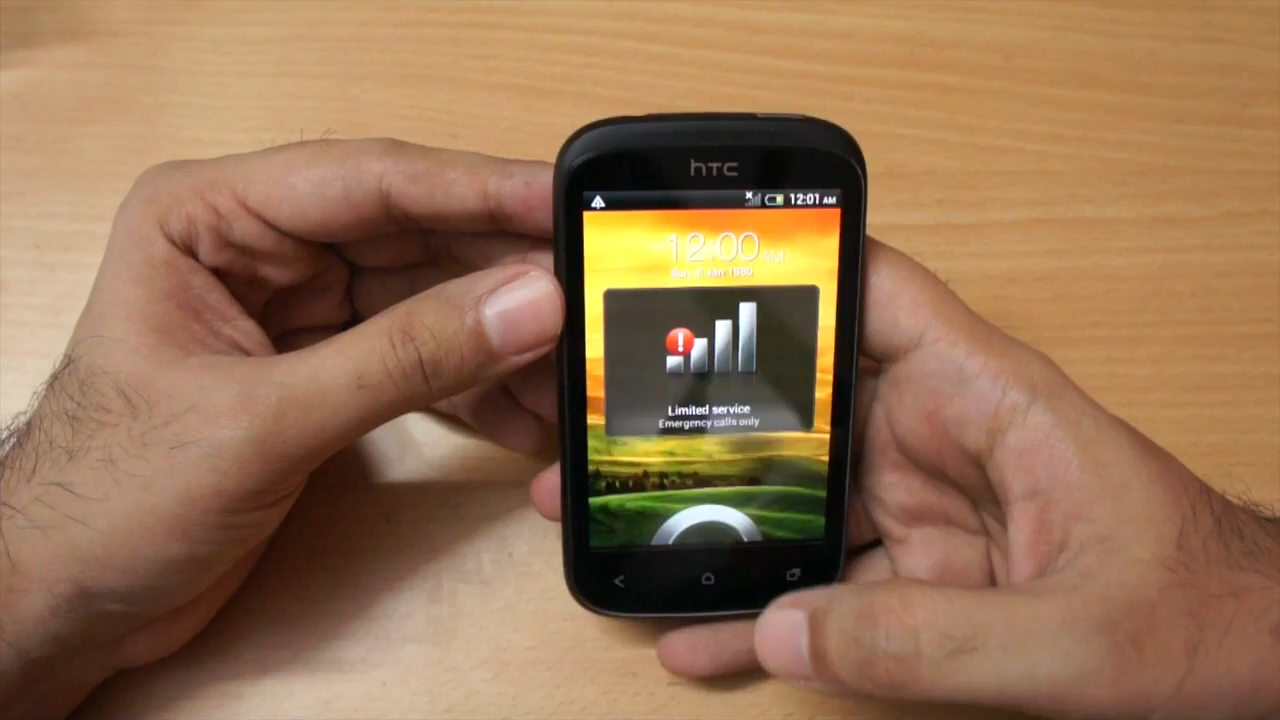 hTC
12:01 AM
12:00 AM
Sun, 6 Jan 1980
Limited service
Emergency calls only